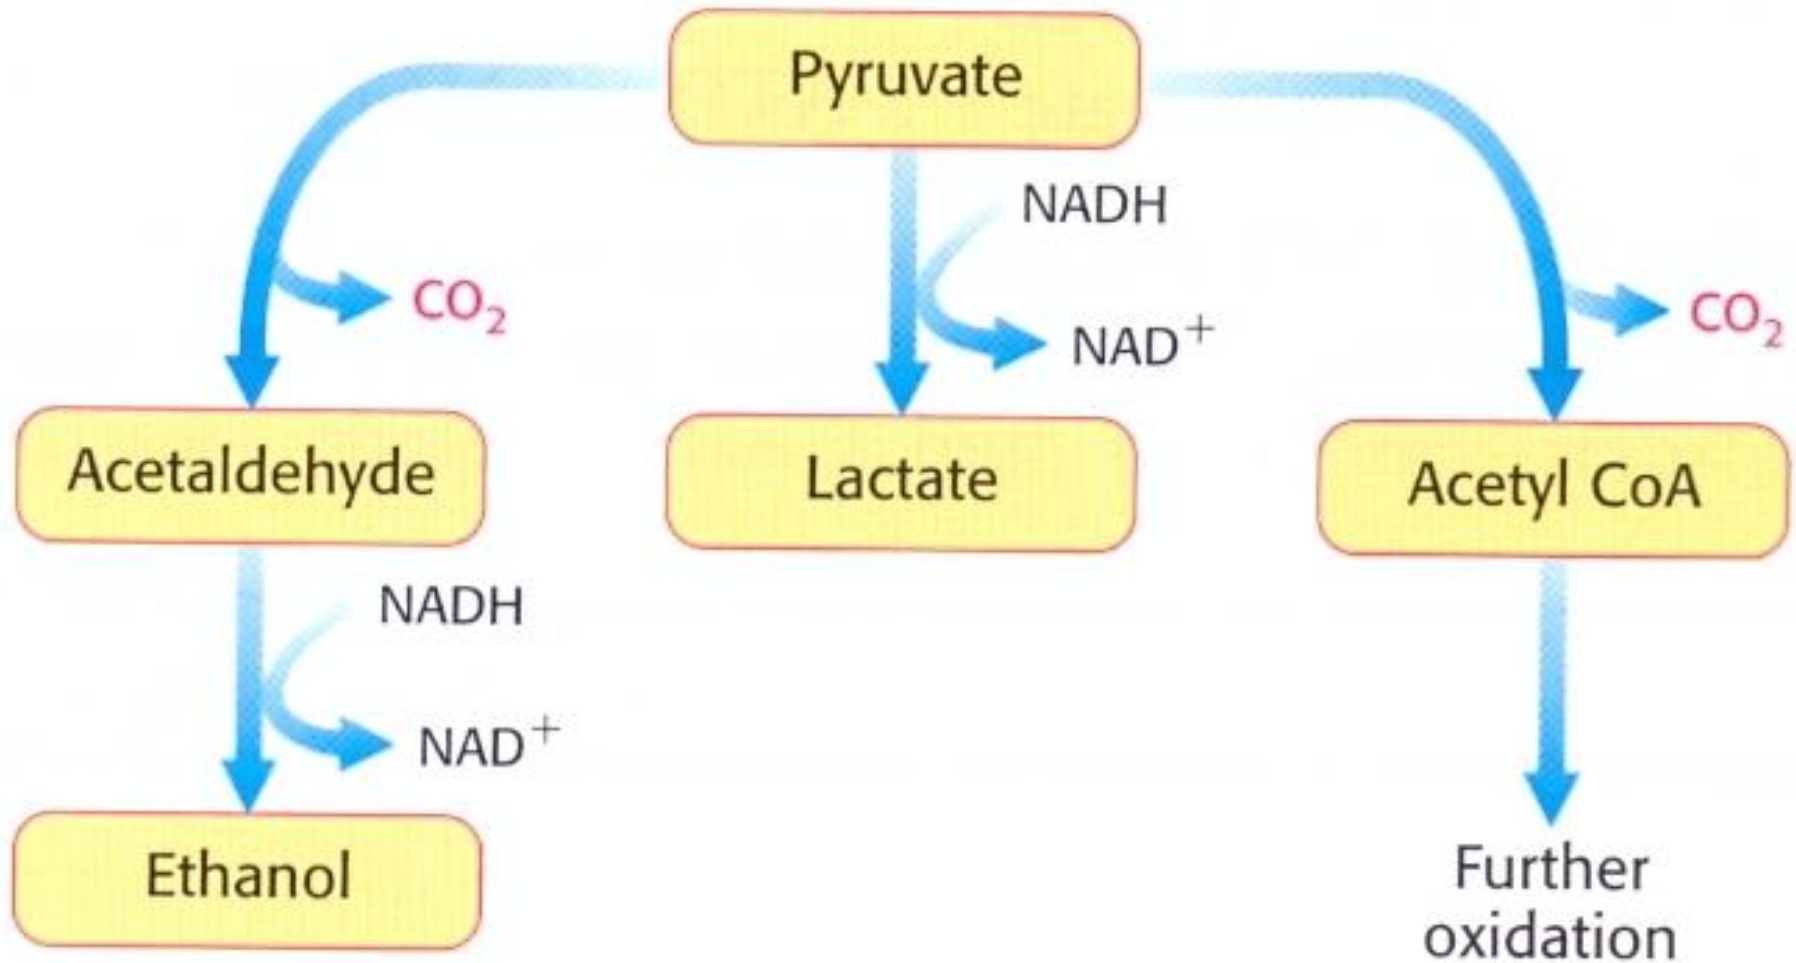 Pyruvate
NADH
CO₂
CO₂
NAD⁺
Acetaldehyde
Lactate
Acetyl CoA
NADH
NAD⁺
Ethanol
Further
oxidation